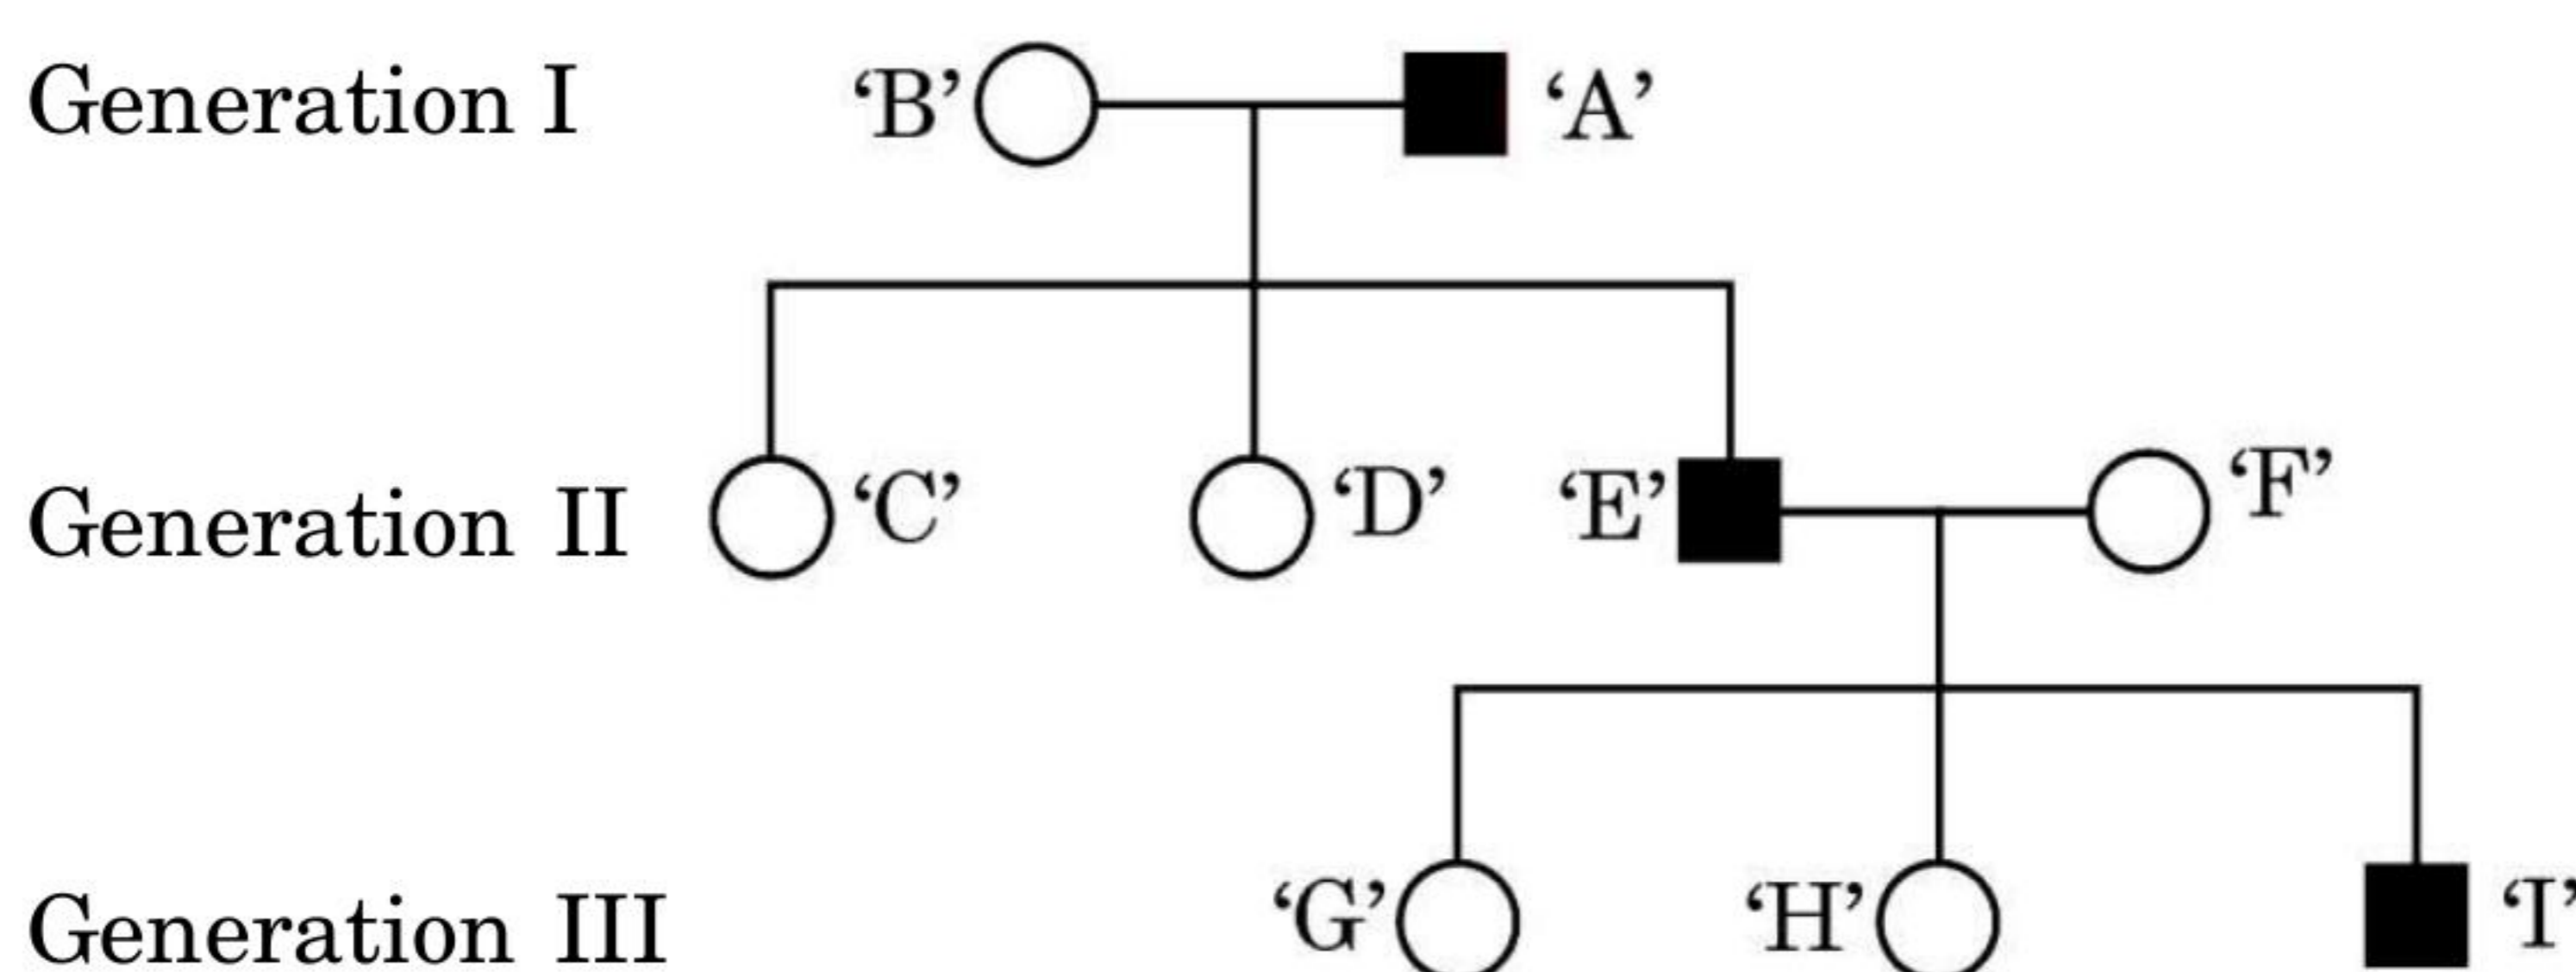 Generation I ‘B’ ‘A’
Generation II ‘C’ ‘D’ ‘E’ ‘F’
Generation III ‘G’ ‘H’ ‘I’